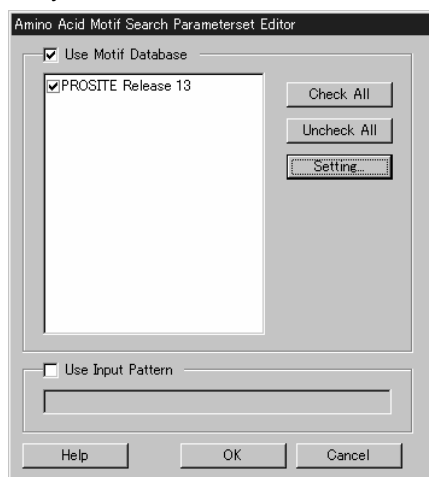 Amino Acid Motif Search Parameterset Editor
Use Motif Database
PROSITE Release 13
Check All
Uncheck All
Setting...
Use Input Pattern
Help OK Cancel